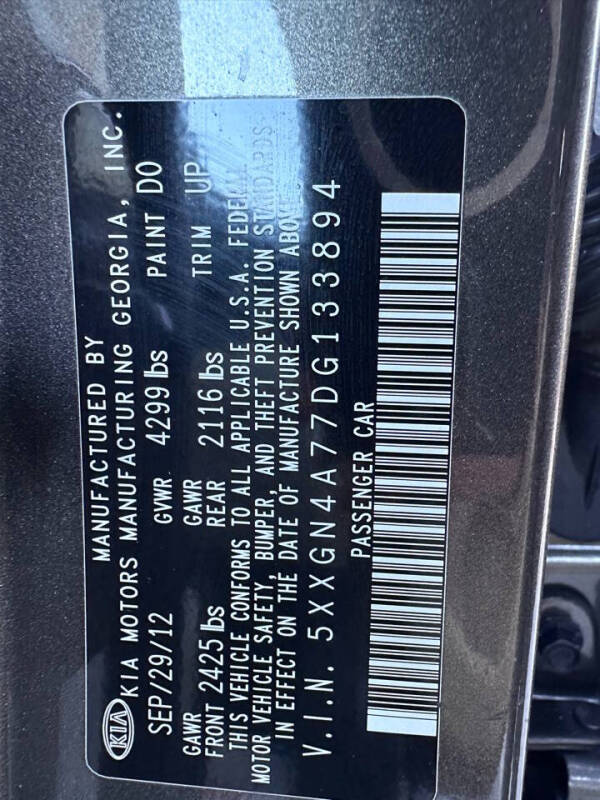 MANUFACTURED BY
KIA KIA MOTORS MANUFACTURING GEORGIA, INC.
SEP/29/12 GVWR 4299 lbs PAINT DO
GAWR FRONT 2425 lbs GAWR REAR 2116 lbs TRIM UP
THIS VEHICLE CONFORMS TO ALL APPLICABLE U.S.A. FEDERAL
MOTOR VEHICLE SAFETY, BUMPER, AND THEFT PREVENTION STANDARDS
IN EFFECT ON THE DATE OF MANUFACTURE SHOWN ABOVE
V.I.N. 5XXGN4A77DG133894
PASSENGER CAR